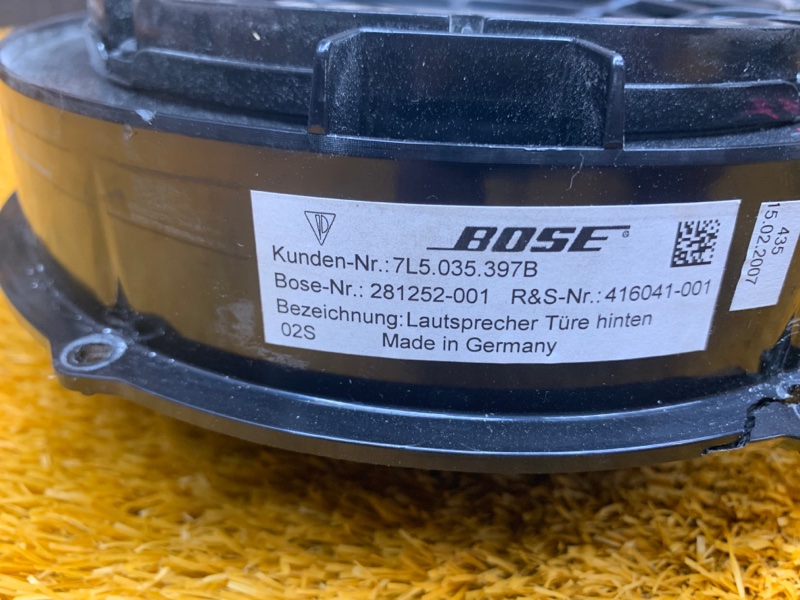 BOSE
Kunden-Nr.:7L5.035.397B
Bose-Nr.: 281252-001 R&S-Nr.: 416041-001
Bezeichnung:Lautsprecher Türe hinten
02S Made in Germany
435
15.02.2007